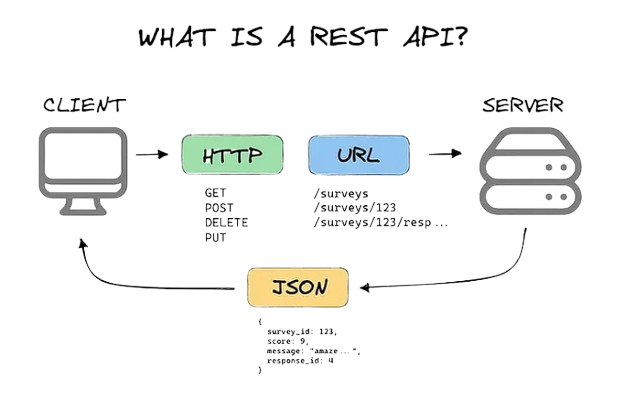 WHAT IS A REST API?
CLIENT
SERVER
HTTP
URL
GET
POST
DELETE
PUT
/surveys
/surveys/123
/surveys/123/resp...
JSON
{
survey_id: 123,
score: 9,
message: "amaze...",
response_id: 4
}